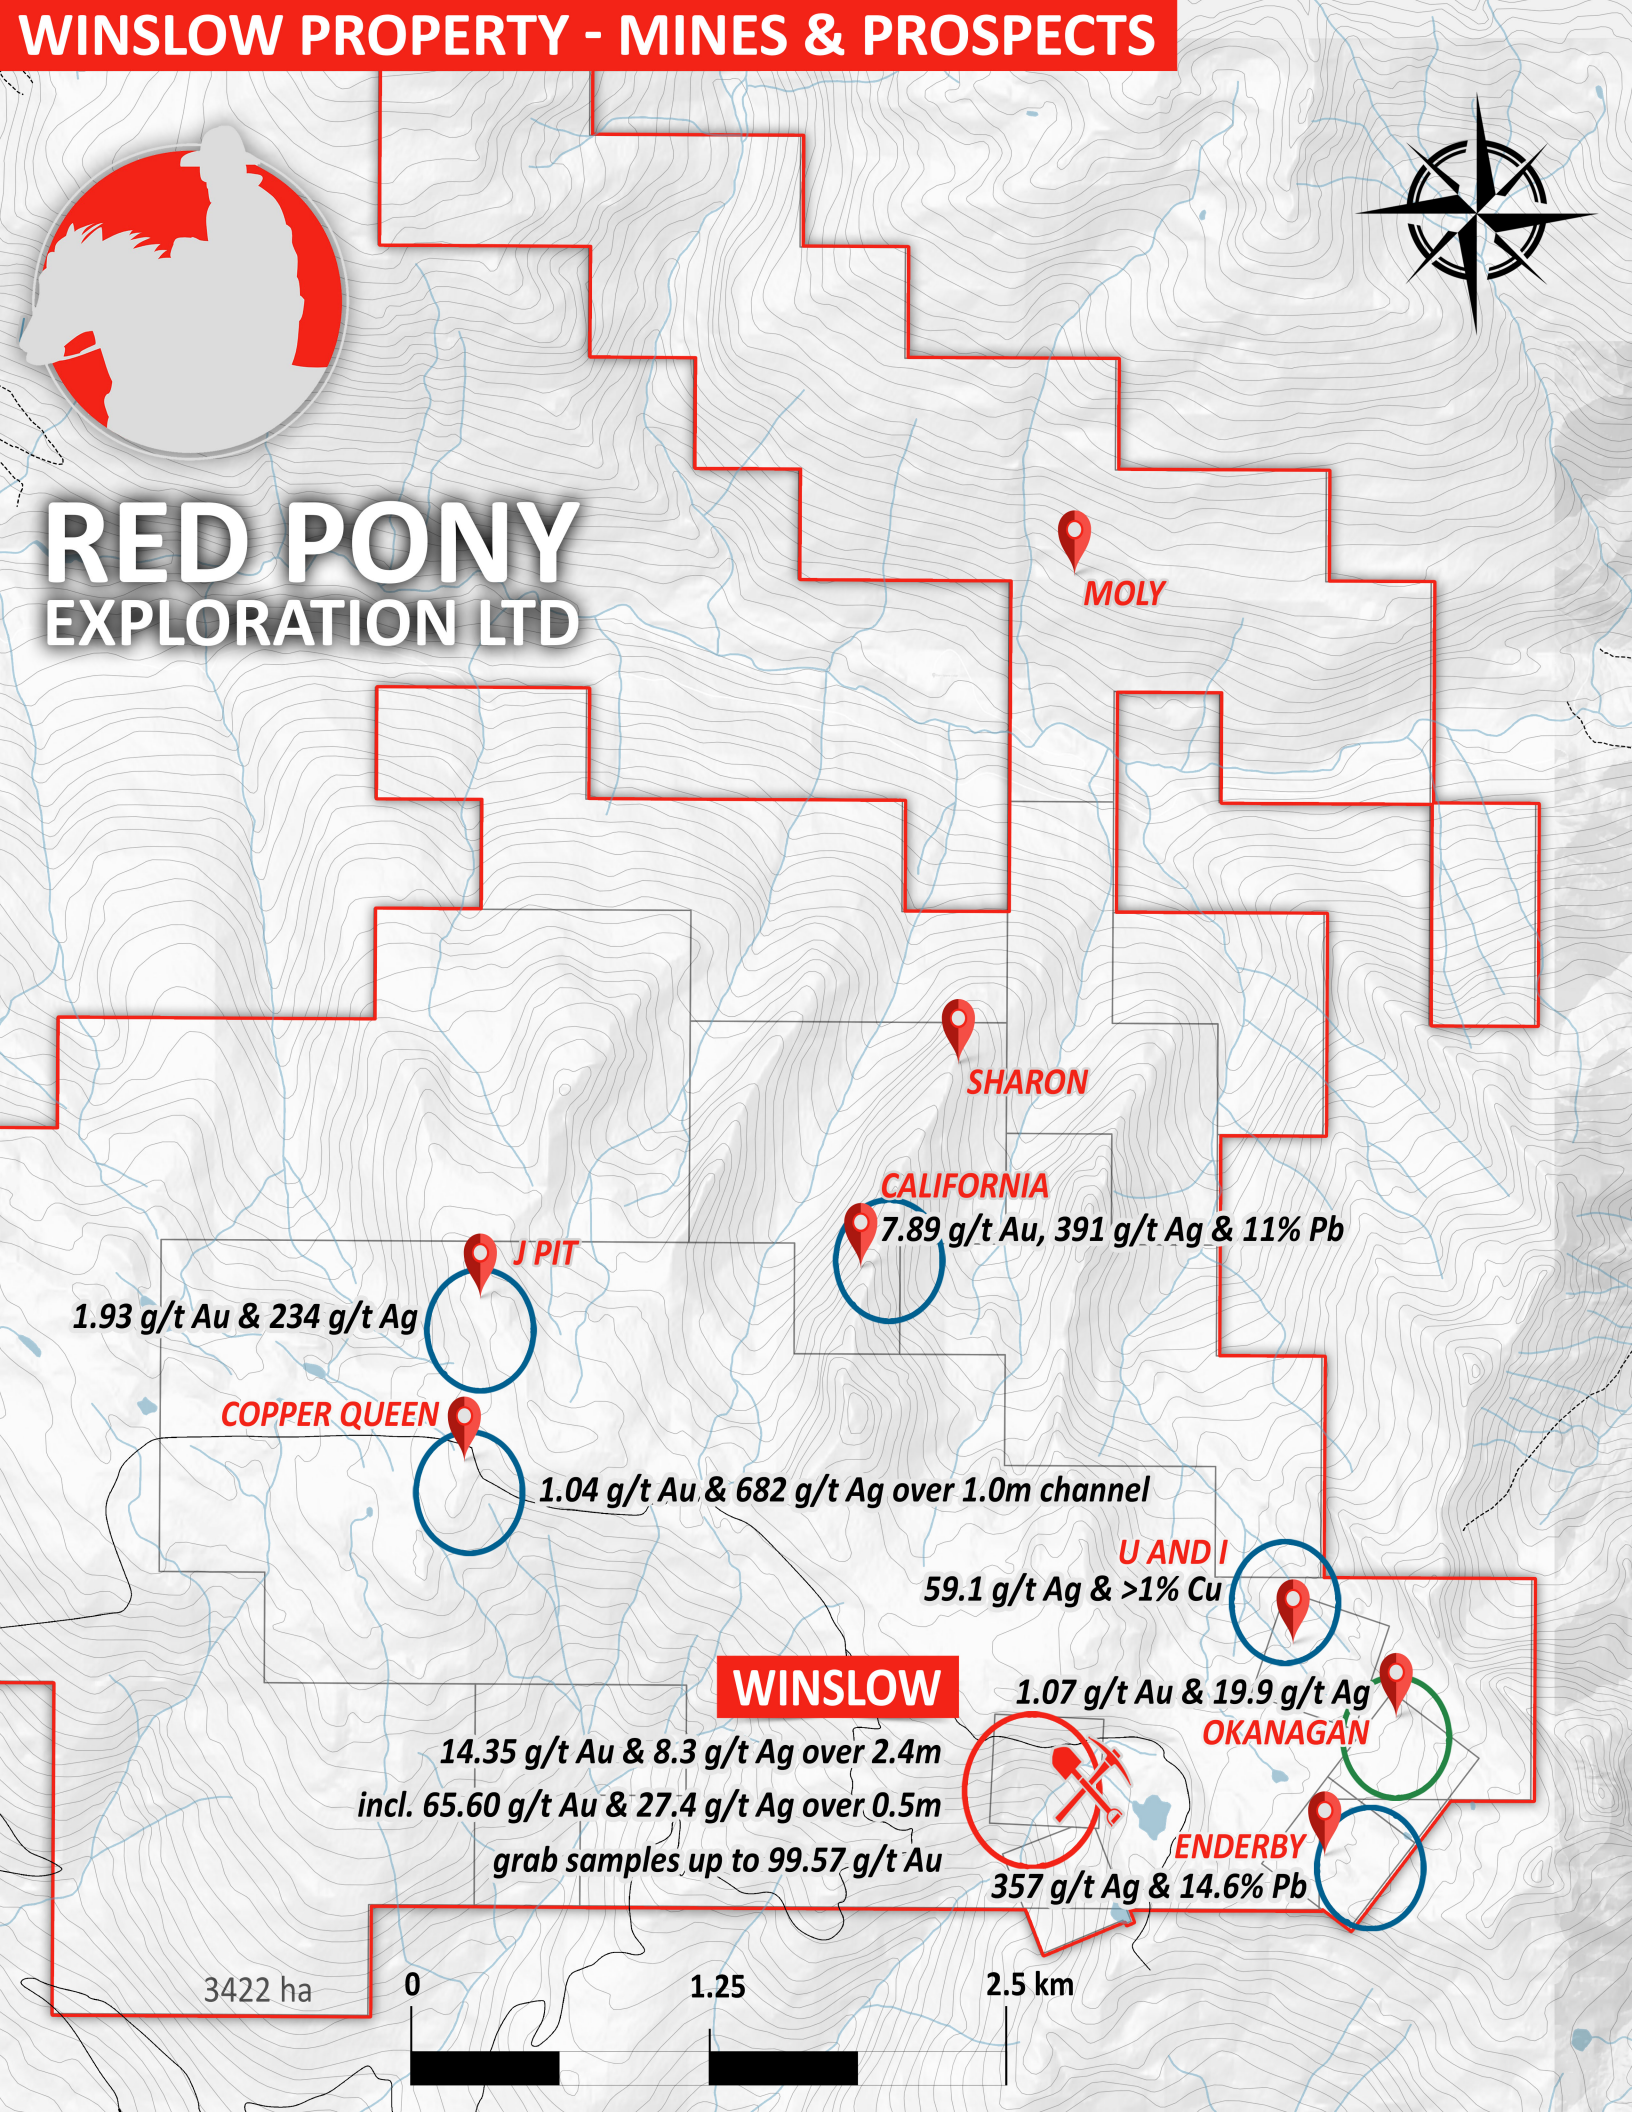 WINSLOW PROPERTY - MINES & PROSPECTS
RED PONY
EXPLORATION LTD
MOLY
SHARON
CALIFORNIA
7.89 g/t Au, 391 g/t Ag & 11% Pb
J PIT
1.93 g/t Au & 234 g/t Ag
COPPER QUEEN
1.04 g/t Au & 682 g/t Ag over 1.0m channel
U AND I
59.1 g/t Ag & >1% Cu
WINSLOW
14.35 g/t Au & 8.3 g/t Ag over 2.4m
incl. 65.60 g/t Au & 27.4 g/t Ag over 0.5m
grab samples up to 99.57 g/t Au
1.07 g/t Au & 19.9 g/t Ag
OKANAGAN
ENDERBY
357 g/t Ag & 14.6% Pb
3422 ha
0 1.25 2.5 km